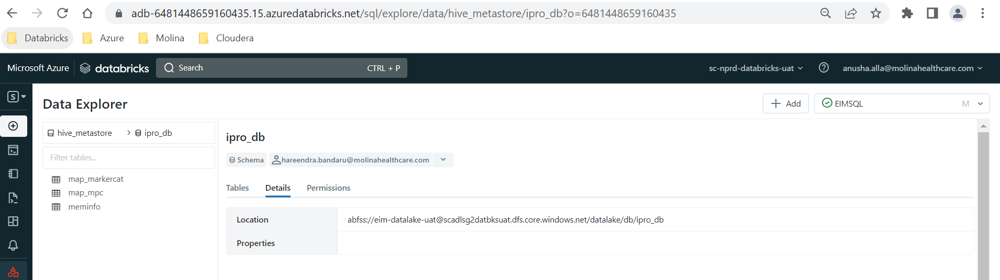 adb-6481448659160435.15.azuredatabricks.net/sql/explore/data/hive_metastore/ipro_db?o=6481448659160435
Databricks Azure Molina Cloudera
Microsoft Azure databricks Search CTRL + P sc-nprd-databricks-uat anusha.alla@molinahealthcare.com
S
Data Explorer Add EIMSQL M
hive_metastore > ipro_db
Filter tables...
map_markercat
map_mpc
meminfo
ipro_db
Schema hareendra.bandaru@molinahealthcare.com
Tables Details Permissions
Location abfss://eim-datalake-uat@scadlsg2datbksuat.dfs.core.windows.net/datalake/db/ipro_db
Properties